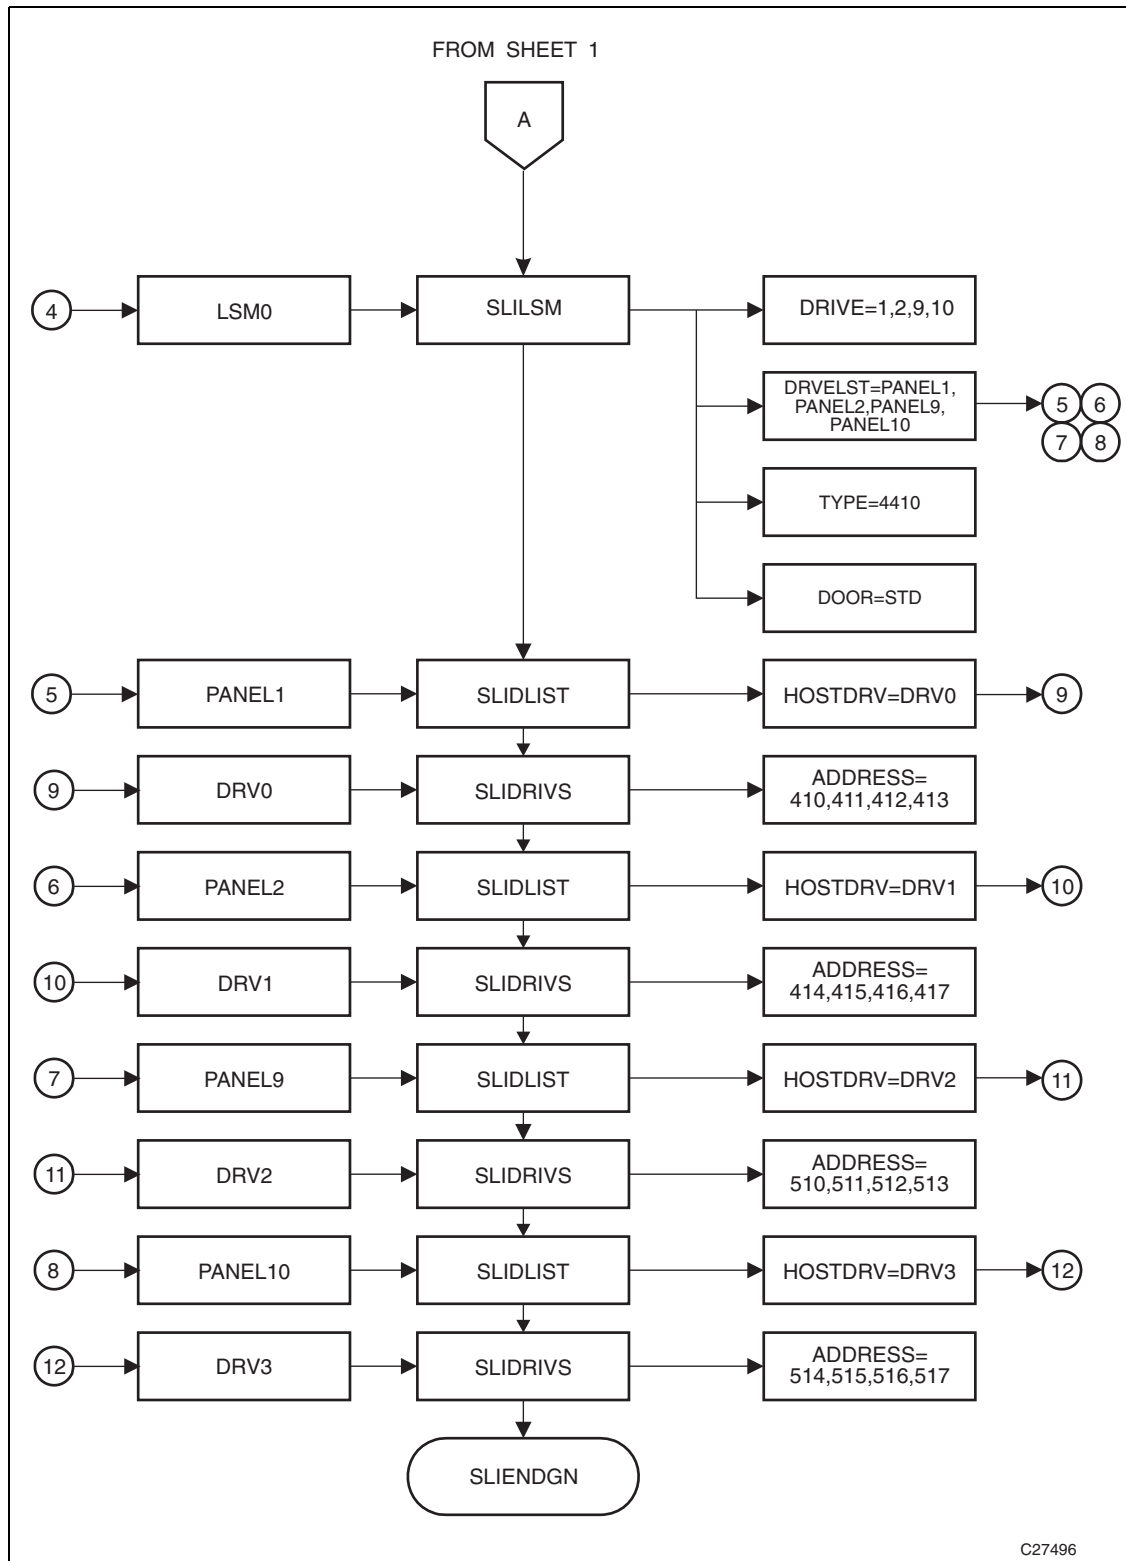 FROM SHEET 1
A
4
LSM0
SLILSM
DRIVE=1,2,9,10
DRVELST=PANEL1,
PANEL2,PANEL9,
PANEL10
5
6
7
8
TYPE=4410
DOOR=STD
5
PANEL1
SLIDLIST
HOSTDRV=DRV0
9
9
DRV0
SLIDRIVS
ADDRESS=
410,411,412,413
6
PANEL2
SLIDLIST
HOSTDRV=DRV1
10
10
DRV1
SLIDRIVS
ADDRESS=
414,415,416,417
7
PANEL9
SLIDLIST
HOSTDRV=DRV2
11
11
DRV2
SLIDRIVS
ADDRESS=
510,511,512,513
8
PANEL10
SLIDLIST
HOSTDRV=DRV3
12
12
DRV3
SLIDRIVS
ADDRESS=
514,515,516,517
SLIENDGN
C27496